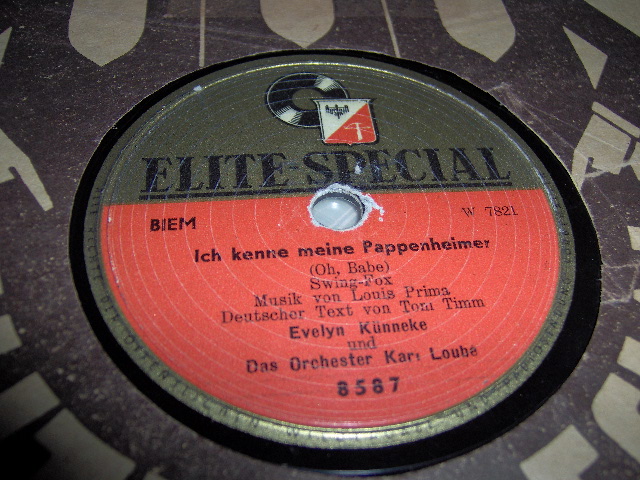 ELITE-SPECIAL
BIEM
W 7821
Ich kenne meine Pappenheimer
(Oh, Babe)
Swing-Fox
Musik von Louis Prima
Deutscher Text von Tom Timm
Evelyn Künneke
und
Das Orchester Kari Loubé
8587